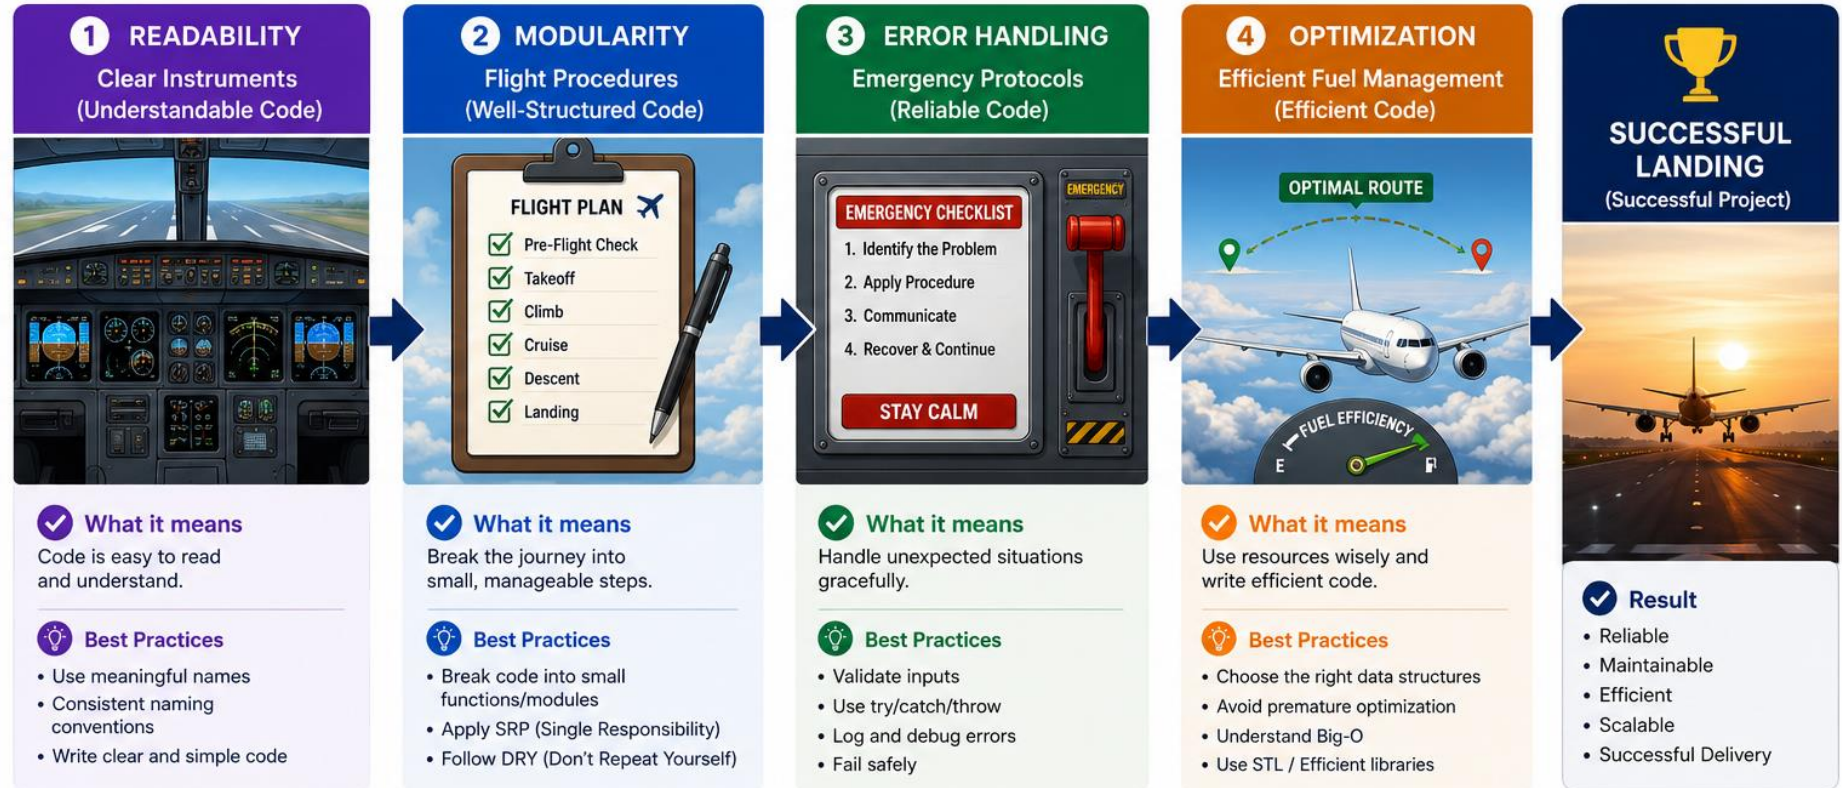 1 READABILITY
Clear Instruments
(Understandable Code)
What it means
Code is easy to read
and understand.
Best Practices
• Use meaningful names
• Consistent naming
conventions
• Write clear and simple code
2 MODULARITY
Flight Procedures
(Well-Structured Code)
FLIGHT PLAN
Pre-Flight Check
Takeoff
Climb
Cruise
Descent
Landing
What it means
Break the journey into
small, manageable steps.
Best Practices
• Break code into small
functions/modules
• Apply SRP (Single Responsibility)
• Follow DRY (Don't Repeat Yourself)
3 ERROR HANDLING
Emergency Protocols
(Reliable Code)
EMERGENCY CHECKLIST
1. Identify the Problem
2. Apply Procedure
3. Communicate
4. Recover & Continue
STAY CALM
EMERGENCY
What it means
Handle unexpected situations
gracefully.
Best Practices
• Validate inputs
• Use try/catch/throw
• Log and debug errors
• Fail safely
4 OPTIMIZATION
Efficient Fuel Management
(Efficient Code)
OPTIMAL ROUTE
FUEL EFFICIENCY
E
What it means
Use resources wisely and
write efficient code.
Best Practices
• Choose the right data structures
• Avoid premature optimization
• Understand Big-O
• Use STL / Efficient libraries
SUCCESSFUL
LANDING
(Successful Project)
Result
• Reliable
• Maintainable
• Efficient
• Scalable
• Successful Delivery